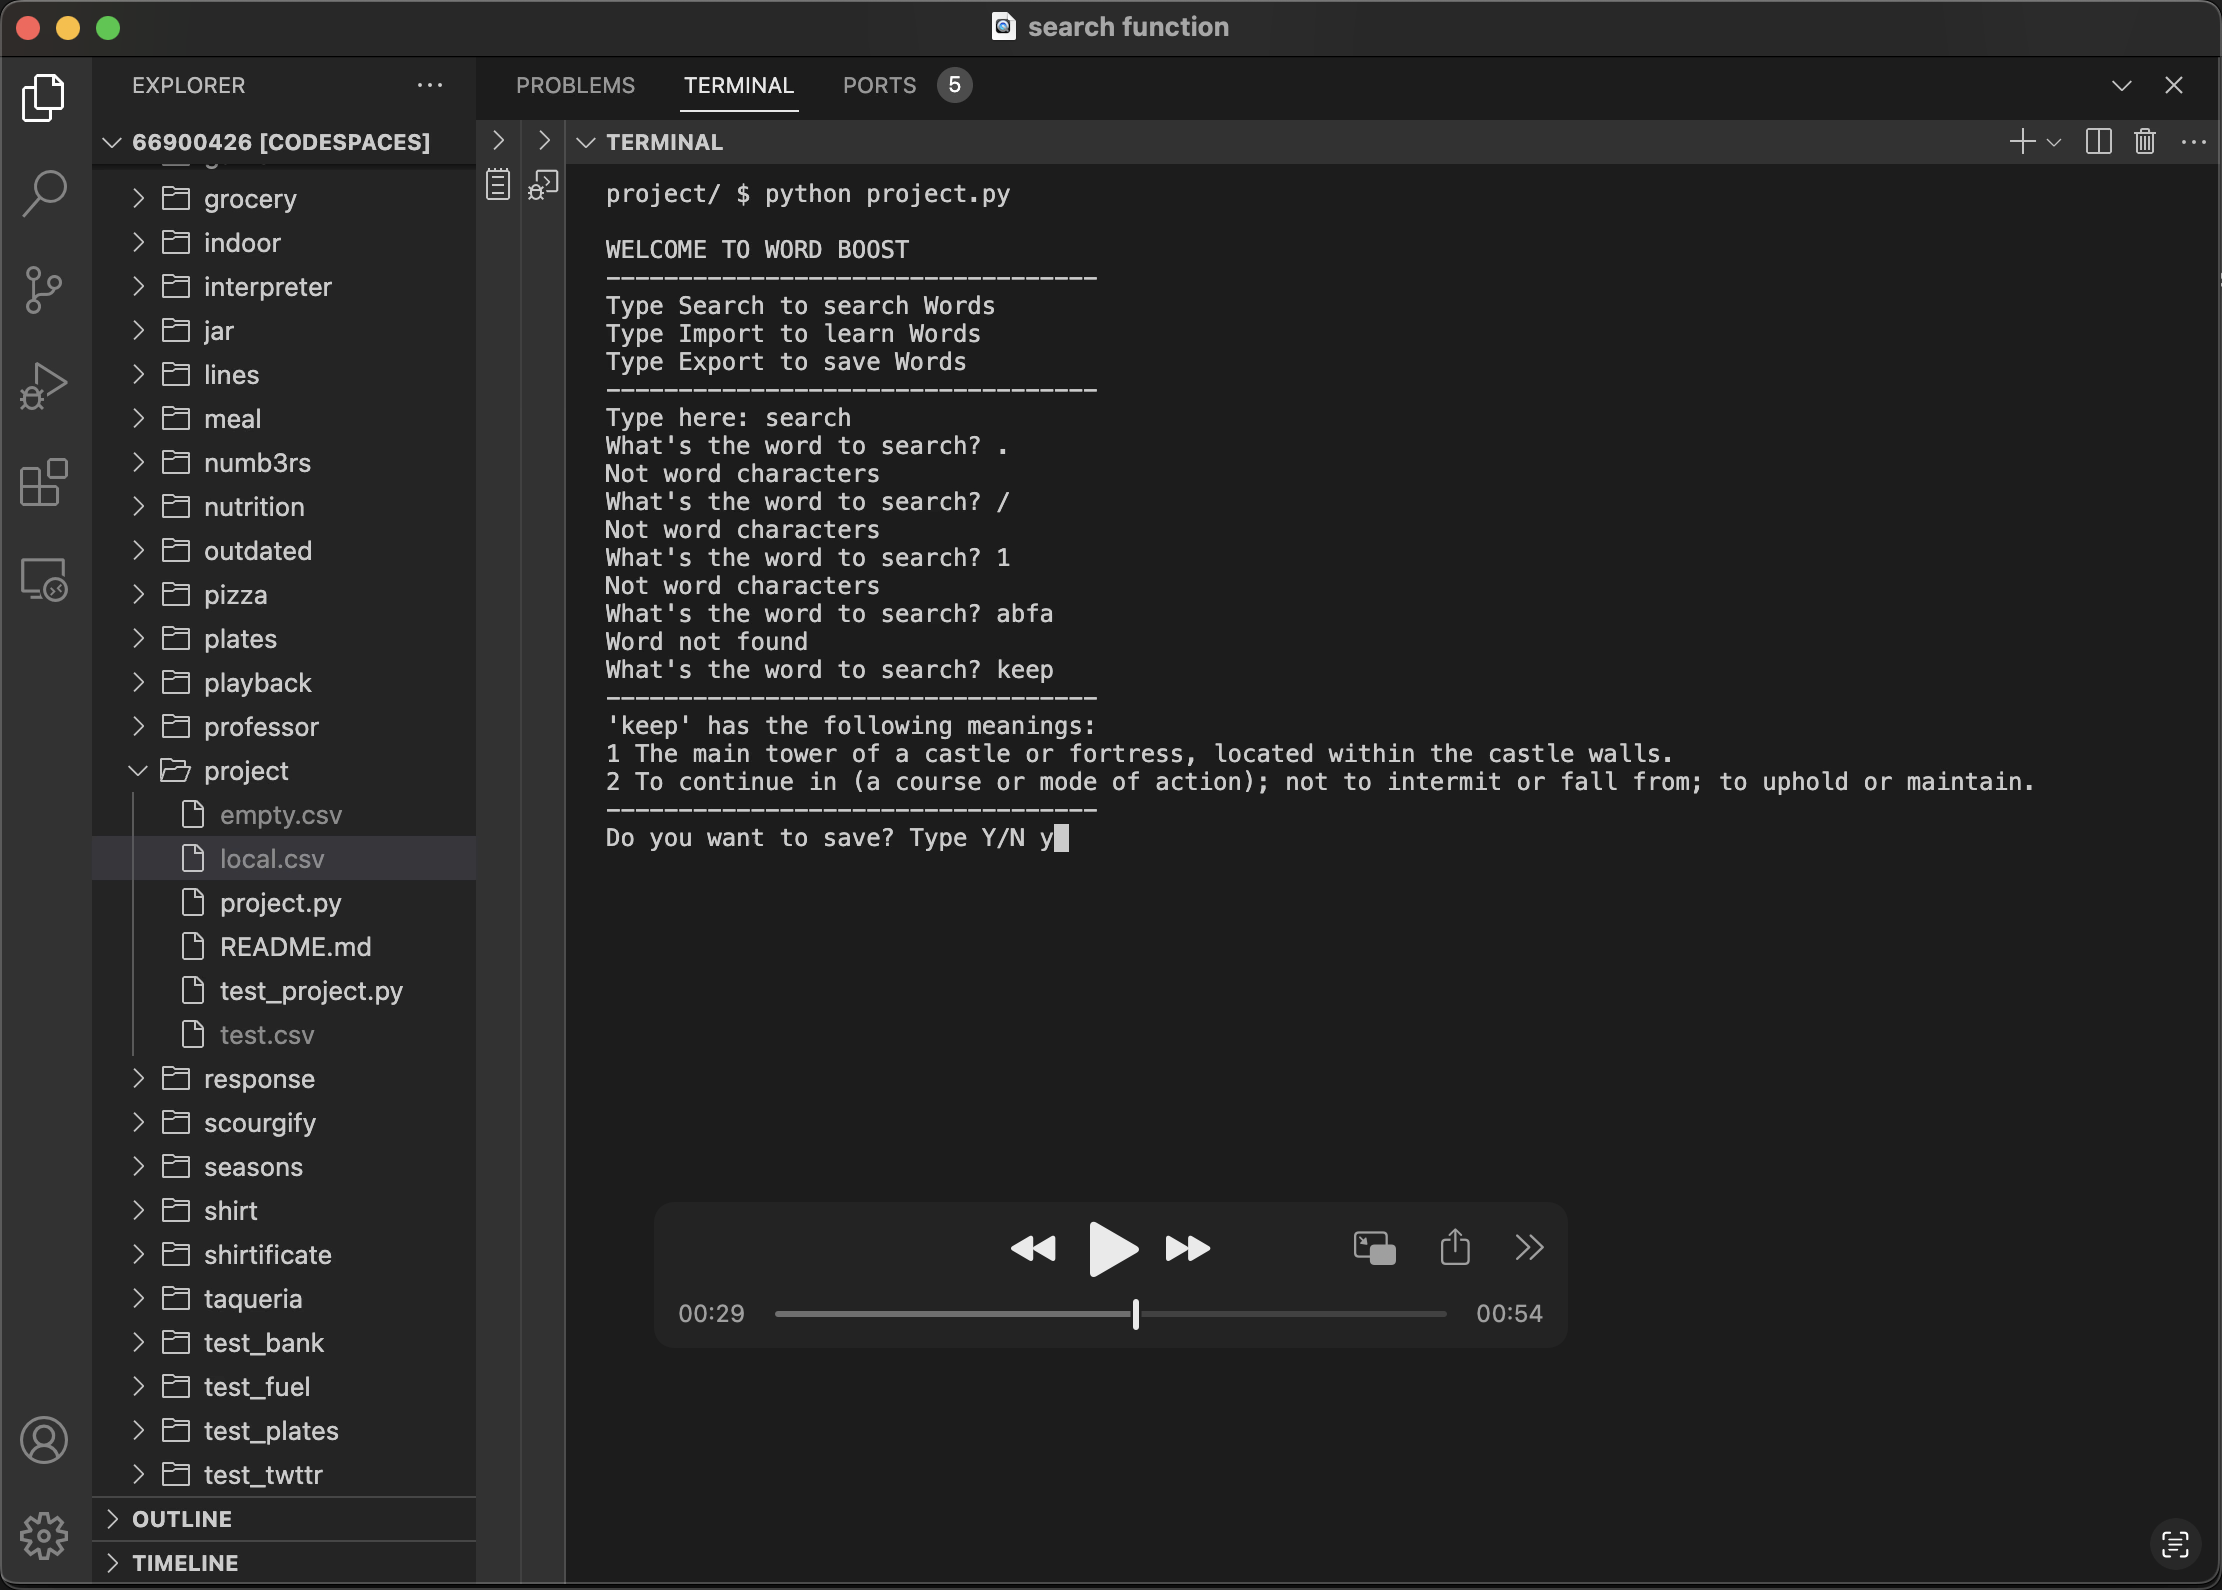 search function
EXPLORER
66900426 [CODESPACES]
grocery
indoor
interpreter
jar
lines
meal
numb3rs
nutrition
outdated
pizza
plates
playback
professor
project
empty.csv
local.csv
project.py
README.md
test_project.py
test.csv
response
scourgify
seasons
shirt
shirtificate
taqueria
test_bank
test_fuel
test_plates
test_twttr
OUTLINE
TIMELINE
PROBLEMS TERMINAL PORTS 5
TERMINAL
project/ $ python project.py
WELCOME TO WORD BOOST
----------------------------------
Type Search to search Words
Type Import to learn Words
Type Export to save Words
----------------------------------
Type here: search
What's the word to search? .
Not word characters
What's the word to search? /
Not word characters
What's the word to search? 1
Not word characters
What's the word to search? abfa
Word not found
What's the word to search? keep
----------------------------------
'keep' has the following meanings:
1 The main tower of a castle or fortress, located within the castle walls.
2 To continue in (a course or mode of action); not to intermit or fall from; to uphold or maintain.
----------------------------------
Do you want to save? Type Y/N y
00:29 00:54